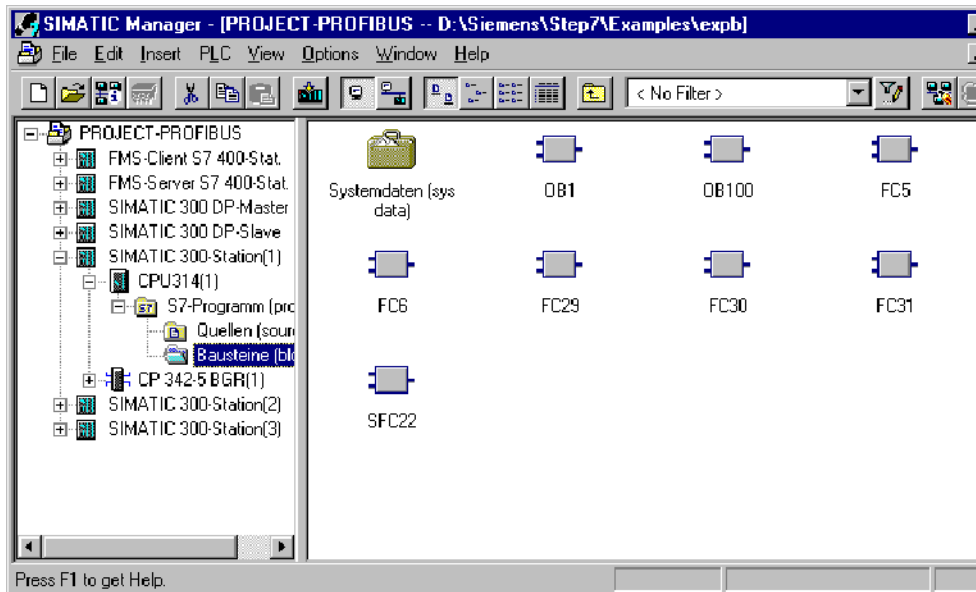 SIMATIC Manager - [PROJECT-PROFIBUS -- D:\Siemens\Step7\Examples\expb]
File Edit Insert PLC View Options Window Help
< No Filter >
PROJECT-PROFIBUS
FMS-Client S7 400-Stat.
FMS-Server S7 400-Stat.
SIMATIC 300 DP-Master
SIMATIC 300 DP-Slave
SIMATIC 300-Station(1)
CPU314(1)
S7-Programm (pro
Quellen (sour
Bausteine (blo
CP 342-5 BGR(1)
SIMATIC 300-Station(2)
SIMATIC 300-Station(3)
Systemdaten (sys
data)
OB1
OB100
FC5
FC6
FC29
FC30
FC31
SFC22
Press F1 to get Help.